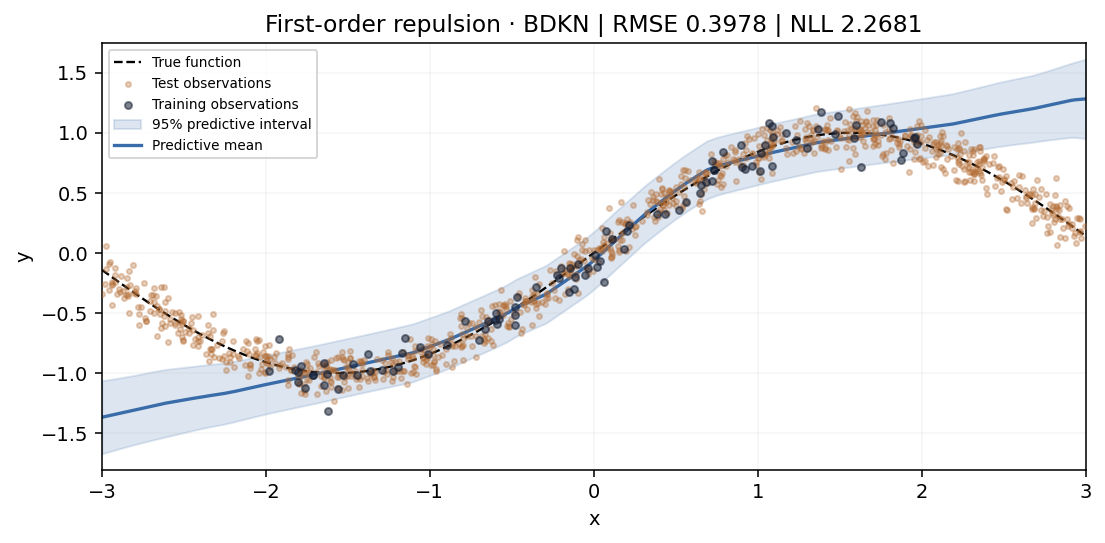 First-order repulsion · BDKN | RMSE 0.3978 | NLL 2.2681
True function
Test observations
Training observations
95% predictive interval
Predictive mean
y
1.5
1.0
0.5
0.0
−0.5
−1.0
−1.5
−3
−2
−1
0
1
2
3
x